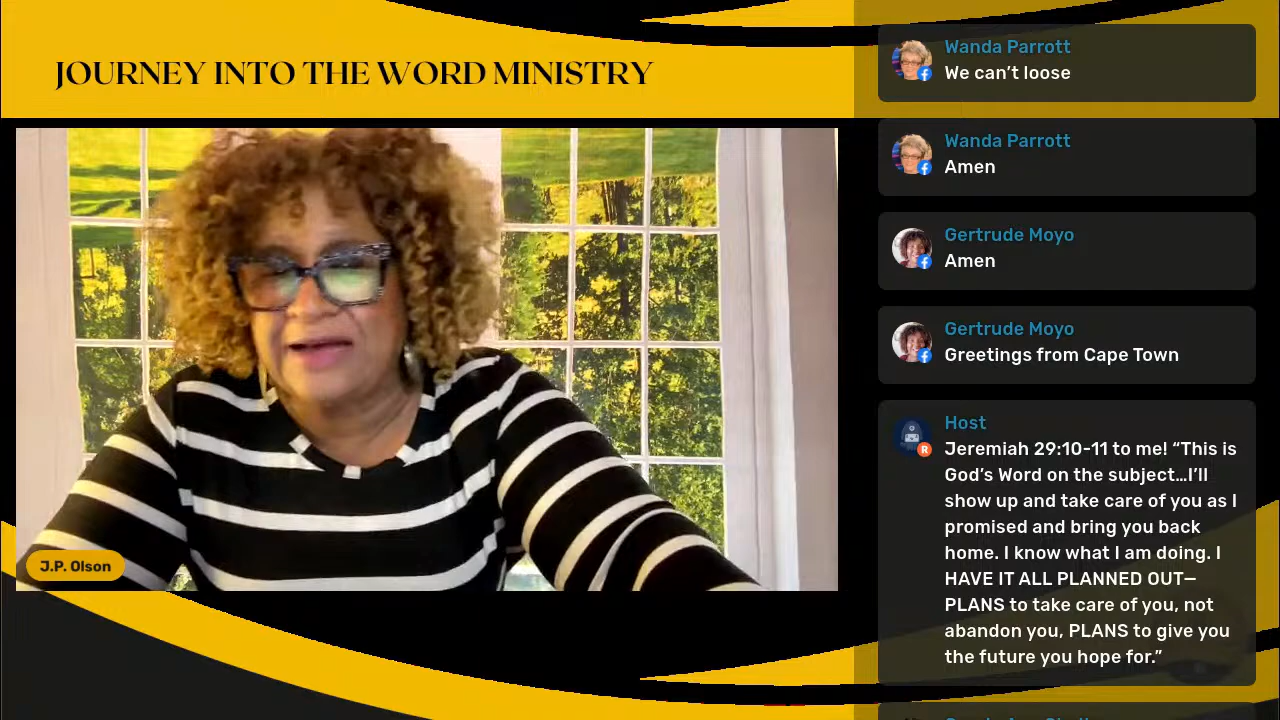 JOURNEY INTO THE WORD MINISTRY
J.P. Olson
Wanda Parrott
We can’t loose
Wanda Parrott
Amen
Gertrude Moyo
Amen
Gertrude Moyo
Greetings from Cape Town
Host
R
Jeremiah 29:10-11 to me! “This is
God’s Word on the subject…I’ll
show up and take care of you as I
promised and bring you back
home. I know what I am doing. I
HAVE IT ALL PLANNED OUT—
PLANS to take care of you, not
abandon you, PLANS to give you
the future you hope for.”